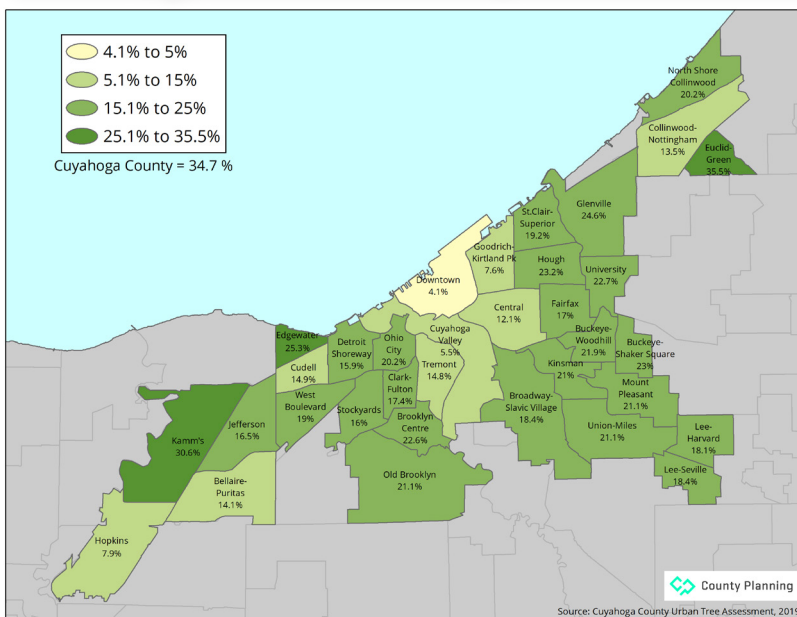 4.1% to 5%
5.1% to 15%
15.1% to 25%
25.1% to 35.5%
Cuyahoga County = 34.7 %
North Shore
Collinwood
20.2%
Collinwood-
Nottingham
13.5%
Euclid-
Green
35.5%
Glenville
24.6%
St.Clair-
Superior
19.2%
Goodrich-
Kirtland Pk
7.6%
Hough
23.2%
University
22.7%
Downtown
4.1%
Central
12.1%
Fairfax
17%
Buckeye-
Woodhill
21.9%
Buckeye-
Shaker Square
23%
Cuyahoga
Valley
5.5%
Edgewater
25.3%
Detroit
Shoreway
15.9%
Ohio
City
20.2%
Tremont
14.8%
Kinsman
21%
Cudell
14.9%
Clark-
Fulton
17.4%
Mount
Pleasant
21.1%
West
Boulevard
19%
Stockyards
16%
Broadway-
Slavic Village
18.4%
Brooklyn
Centre
22.6%
Union-Miles
21.1%
Lee-
Harvard
18.1%
Jefferson
16.5%
Kamm's
30.6%
Old Brooklyn
21.1%
Lee-Seville
18.4%
Bellaire-
Puritas
14.1%
Hopkins
7.9%
County Planning
Source: Cuyahoga County Urban Tree Assessment, 2019